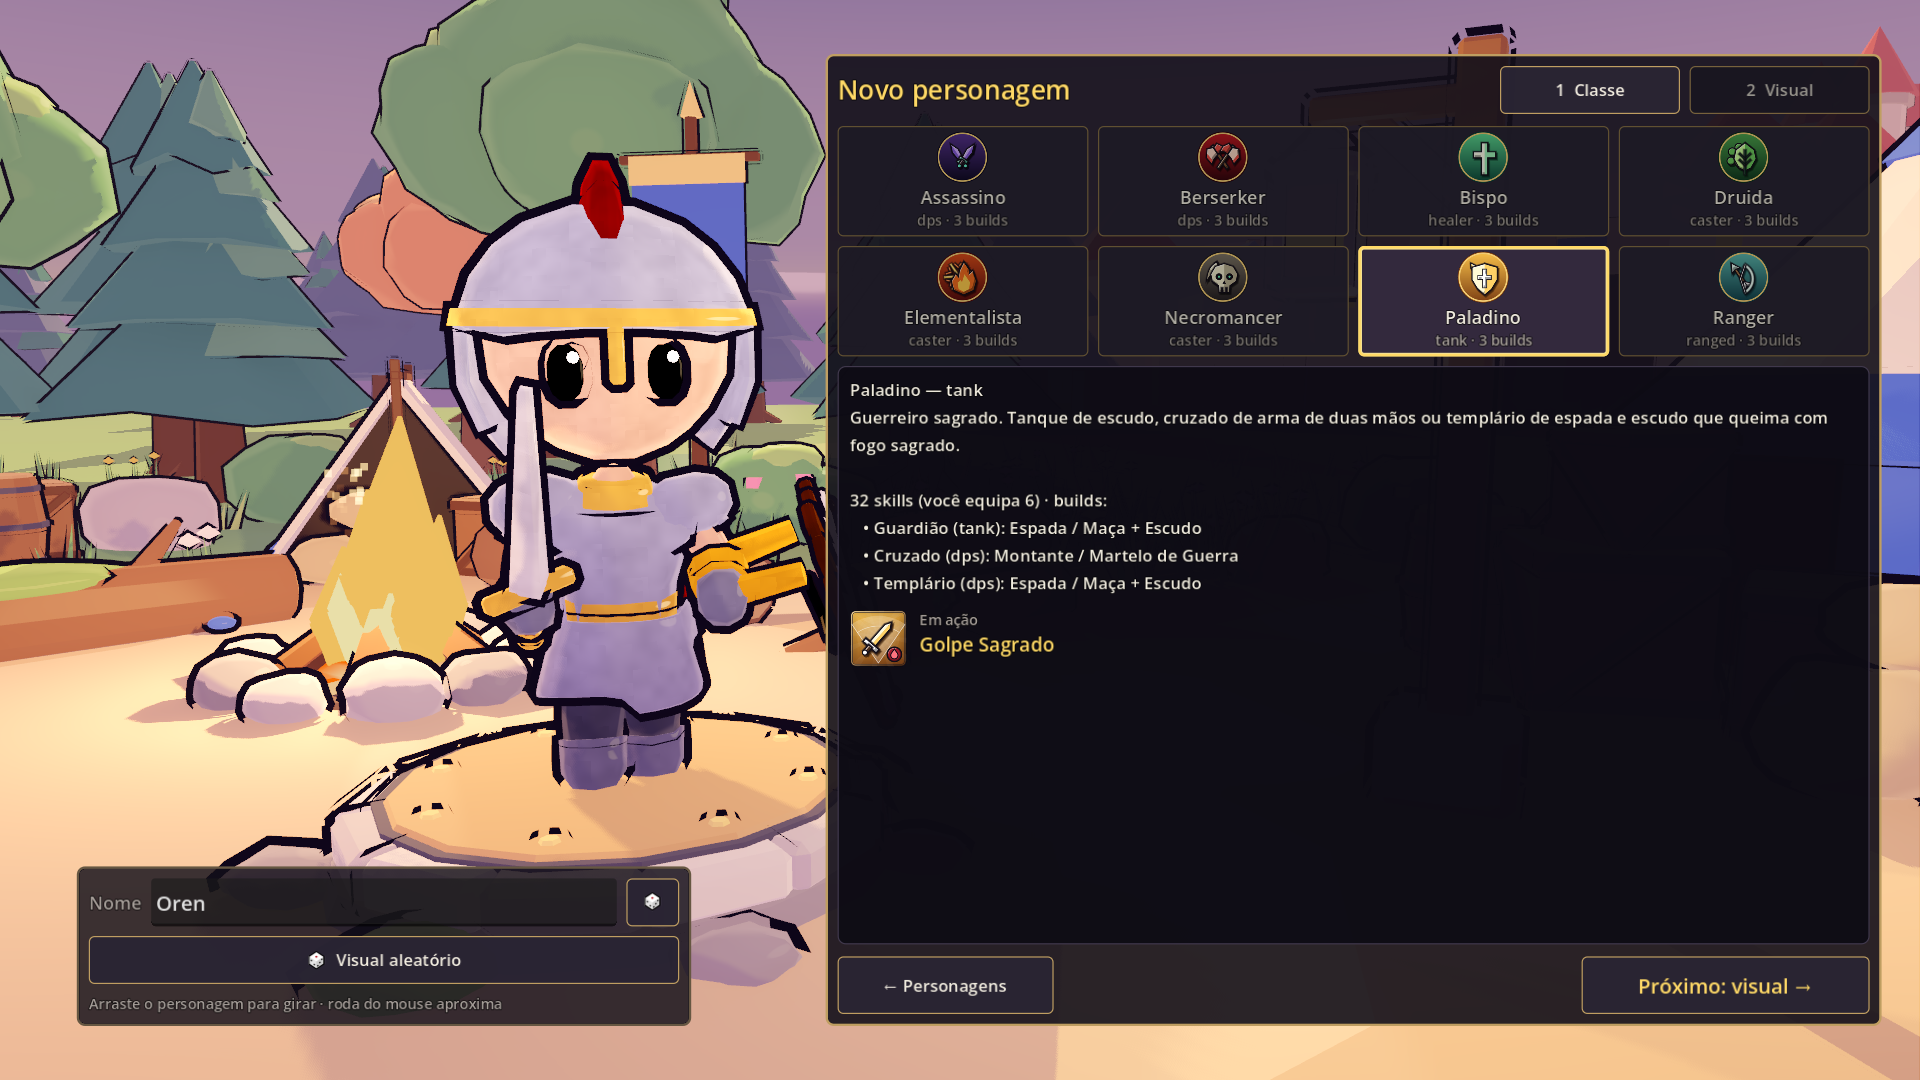 Novo personagem
1 Classe
2 Visual
Assassino
dps · 3 builds
Berserker
dps · 3 builds
Bispo
healer · 3 builds
Druida
caster · 3 builds
Elementalista
caster · 3 builds
Necromancer
caster · 3 builds
Paladino
tank · 3 builds
Ranger
ranged · 3 builds
Paladino — tank
Guerreiro sagrado. Tanque de escudo, cruzado de arma de duas mãos ou templário de espada e escudo que queima com
fogo sagrado.
32 skills (você equipa 6) · builds:
• Guardião (tank): Espada / Maça + Escudo
• Cruzado (dps): Montante / Martelo de Guerra
• Templário (dps): Espada / Maça + Escudo
Em ação
Golpe Sagrado
Nome Oren
Visual aleatório
Arraste o personagem para girar · roda do mouse aproxima
← Personagens
Próximo: visual →